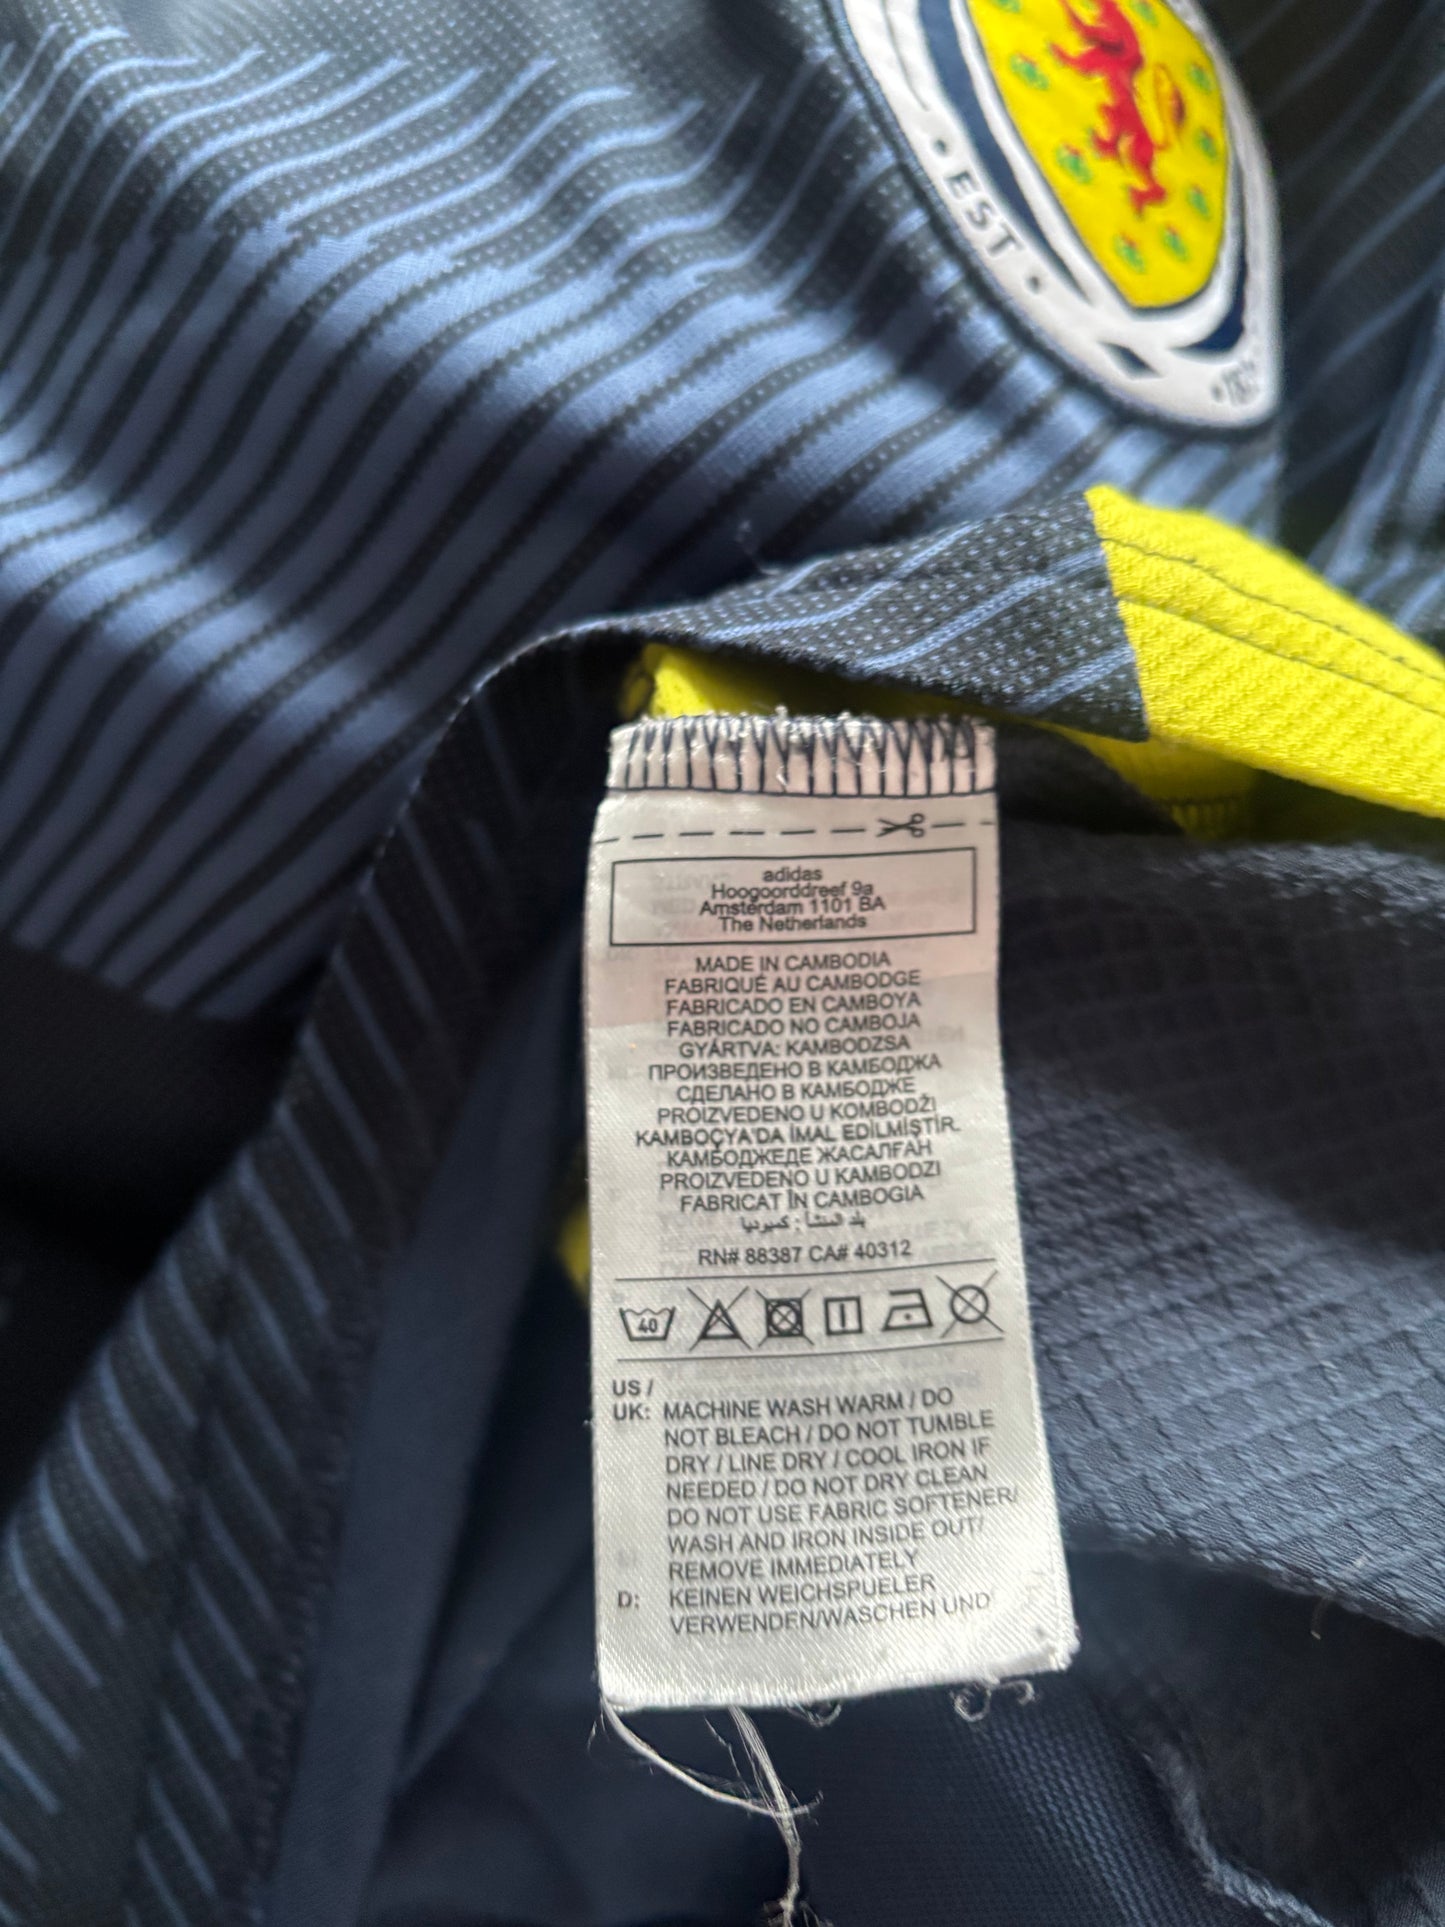 • EST •
adidas
Hoogoorddreef 9a
Amsterdam 1101 BA
The Netherlands
MADE IN CAMBODIA
FABRIQUÉ AU CAMBODGE
FABRICADO EN CAMBOYA
FABRICADO NO CAMBOJA
GYÁRTVA: KAMBODZSA
ПРОИЗВЕДЕНО В КАМБОДЖА
СДЕЛАНО В КАМБОДЖЕ
PROIZVEDENO U KOMBODŽI
KAMBOÇYA'DA İMAL EDİLMİŞTİR.
КАМБОДЖЕДЕ ЖАСАЛҒАН
PROIZVEDENO U KAMBODZI
FABRICAT ÎN CAMBOGIA
بلد المنشأ : كمبوديا
RN# 88387 CA# 40312
40
US /
UK: MACHINE WASH WARM / DO
NOT BLEACH / DO NOT TUMBLE
DRY / LINE DRY / COOL IRON IF
NEEDED / DO NOT DRY CLEAN
DO NOT USE FABRIC SOFTENER/
WASH AND IRON INSIDE OUT/
REMOVE IMMEDIATELY
D: KEINEN WEICHSPUELER
VERWENDEN/WASCHEN UND